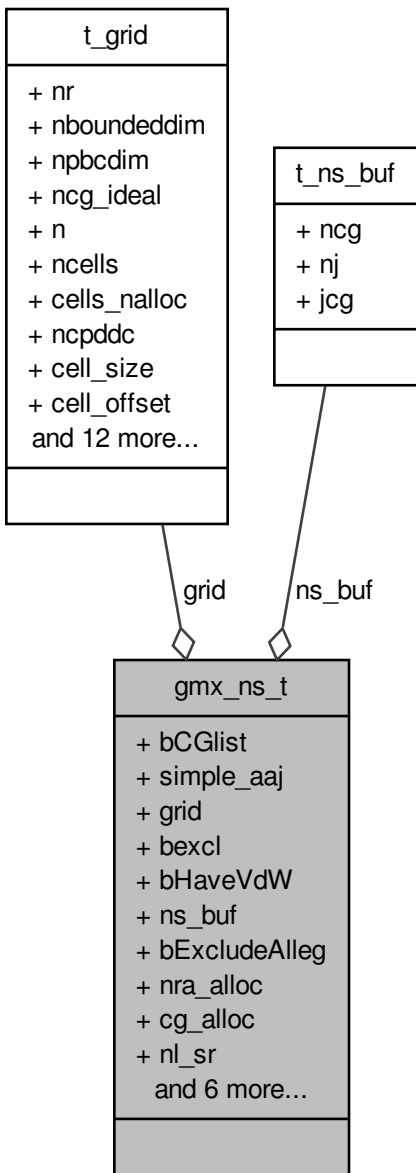 t_grid
+ nr
+ nboundeddim
+ npbcdim
+ ncg_ideal
+ n
+ ncells
+ cells_nalloc
+ ncpddc
+ cell_size
+ cell_offset
and 12 more...
t_ns_buf
+ ncg
+ nj
+ jcg
grid
ns_buf
gmx_ns_t
+ bCGlist
+ simple_aaj
+ grid
+ bexcl
+ bHaveVdW
+ ns_buf
+ bExcludeAlleg
+ nra_alloc
+ cg_alloc
+ nl_sr
and 6 more...